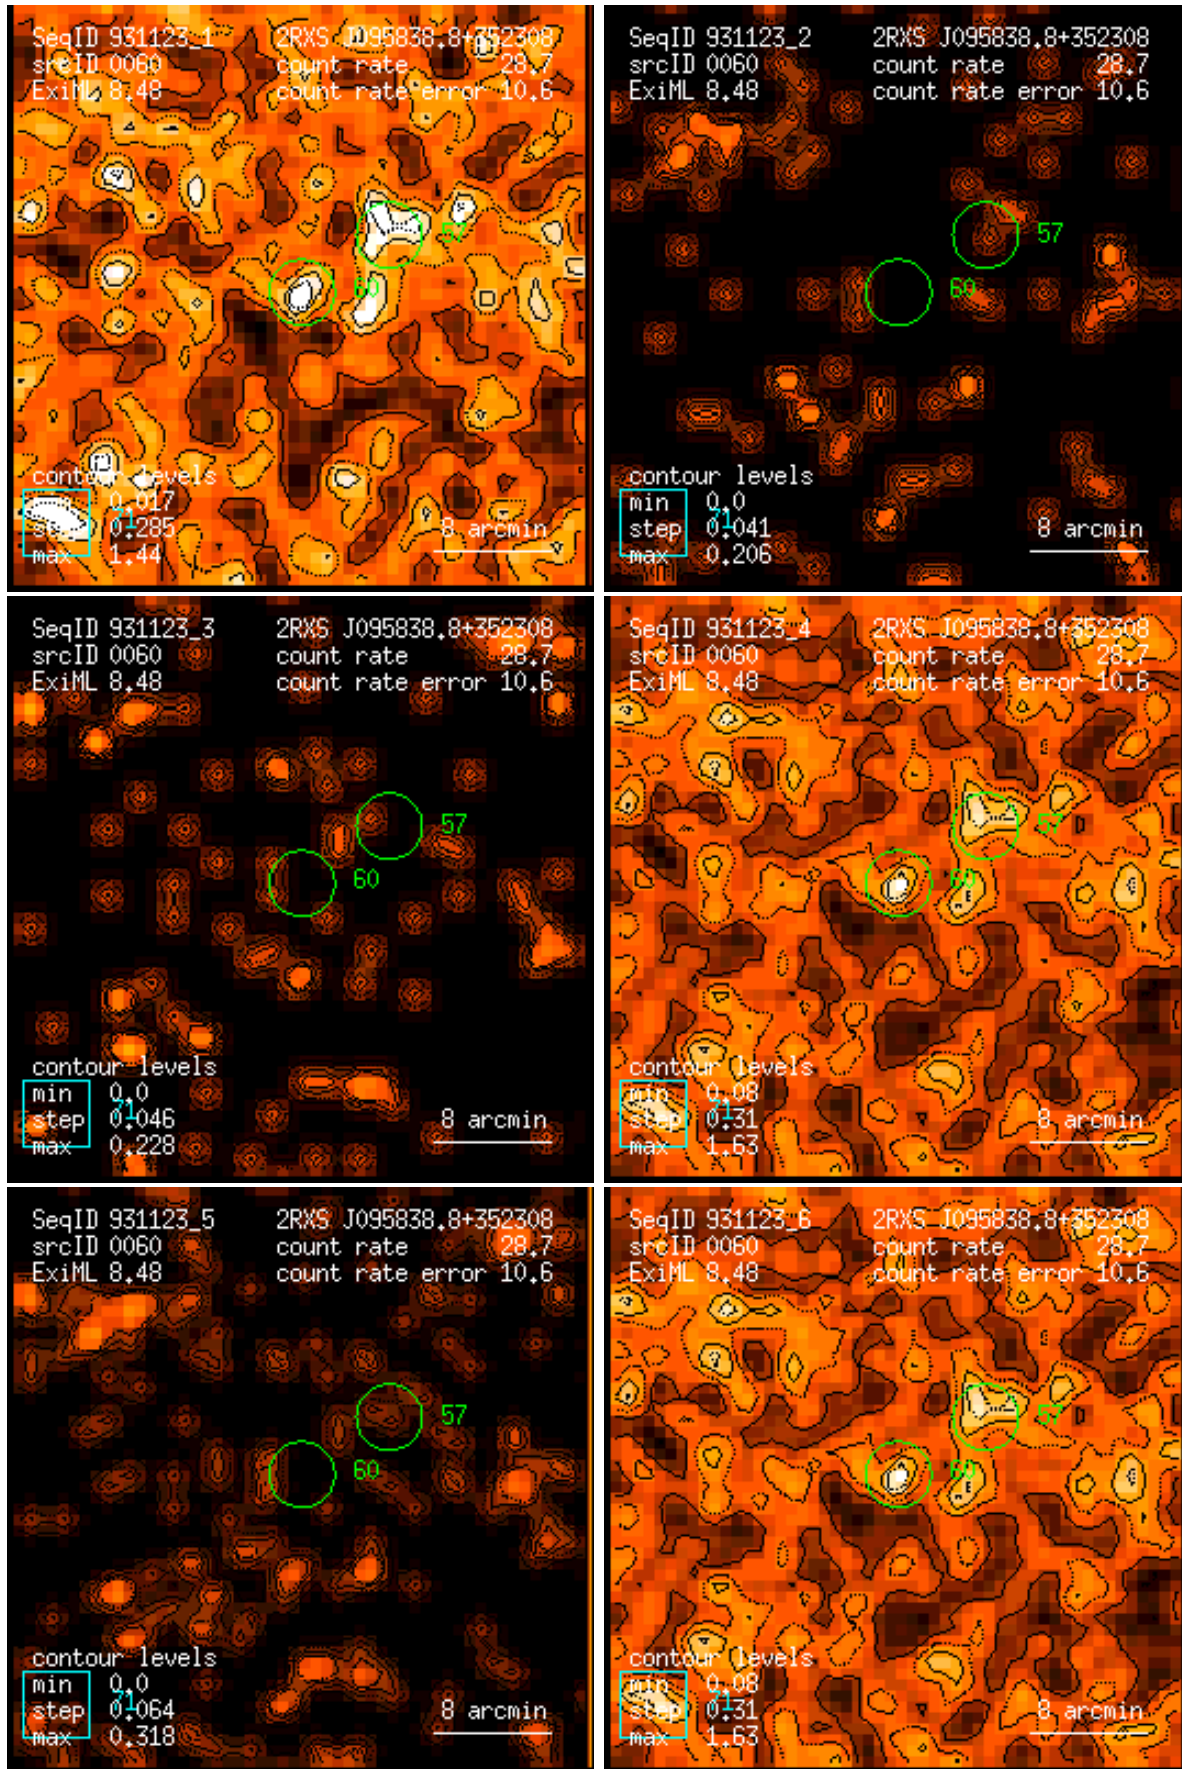 SeqID 931123_1 2RXS J095838.8+352308
srcID 0060 count rate 28.7
ExiML 8.48 count rate error 10.6
57
60
contour levels
0.017
71
step 0.285
max 1.44
8 arcmin
SeqID 931123_2 2RXS J095838.8+352308
srcID 0060 count rate 28.7
ExiML 8.48 count rate error 10.6
57
60
contour levels
min 0.0
71
step 0.041
max 0.206
8 arcmin
SeqID 931123_3 2RXS J095838.8+352308
srcID 0060 count rate 28.7
ExiML 8.48 count rate error 10.6
57
60
contour levels
min 0.0
71
step 0.046
max 0.228
8 arcmin
SeqID 931123_4 2RXS J095838.8+352308
srcID 0060 count rate 28.7
ExiML 8.48 count rate error 10.6
57
60
contour levels
min 0.08
71
step 0.31
max 1.63
8 arcmin
SeqID 931123_5 2RXS J095838.8+352308
srcID 0060 count rate 28.7
ExiML 8.48 count rate error 10.6
57
60
contour levels
min 0.0
71
step 0.064
max 0.318
8 arcmin
SeqID 931123_6 2RXS J095838.8+352308
srcID 0060 count rate 28.7
ExiML 8.48 count rate error 10.6
57
60
contour levels
min 0.08
71
step 0.31
max 1.63
8 arcmin